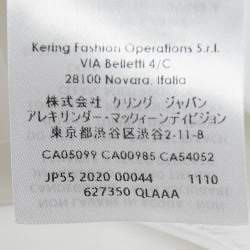 Kering Fashion Operations S.r.l.
VIA Belletti 4/C
28100 Novara, Italia
株式会社 ケリング ジャパン
アレキサンダー・マックィーンディビジョン
東京都渋谷区渋谷2-11-8
CA05099 CA00985 CA54052
JP55 2020 00044 1110
627350 QLAAA